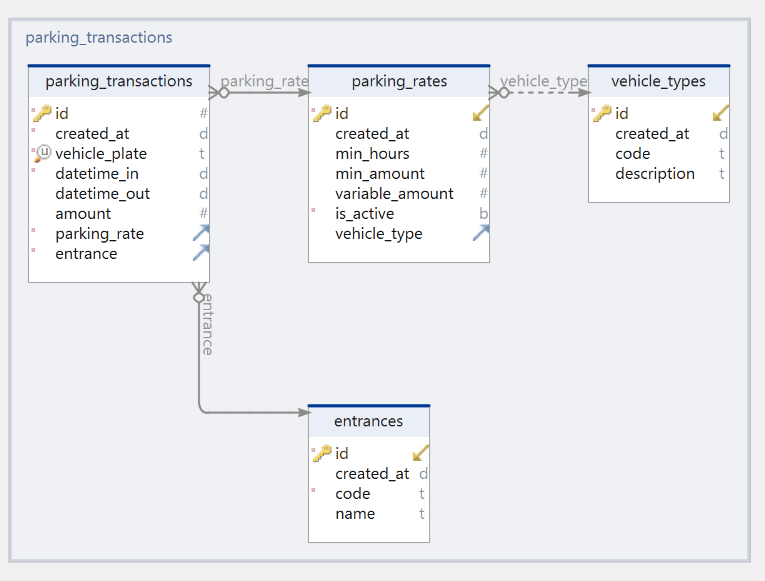 parking_transactions
parking_transactions
id #
created_at d
vehicle_plate t
datetime_in d
datetime_out d
amount #
parking_rate
entrance
parking_rate
parking_rates
id
created_at d
min_hours #
min_amount #
variable_amount #
is_active b
vehicle_type
vehicle_type
vehicle_types
id
created_at d
code t
description t
entrance
entrances
id
created_at d
code t
name t